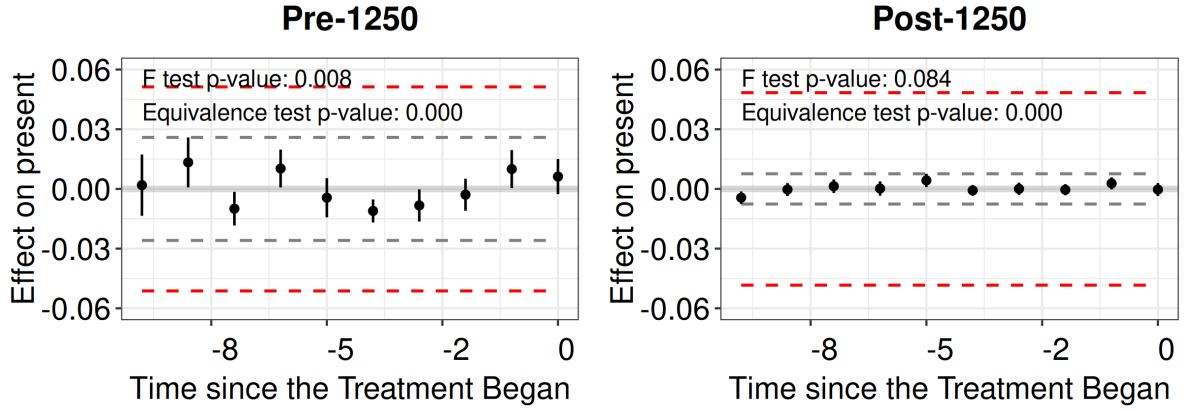 Pre-1250
Effect on present
0.06
0.03
0.00
-0.03
-0.06
F test p-value: 0.008
Equivalence test p-value: 0.000
-8
-5
-2
0
Time since the Treatment Began
Post-1250
Effect on present
0.06
0.03
0.00
-0.03
-0.06
F test p-value: 0.084
Equivalence test p-value: 0.000
-8
-5
-2
0
Time since the Treatment Began